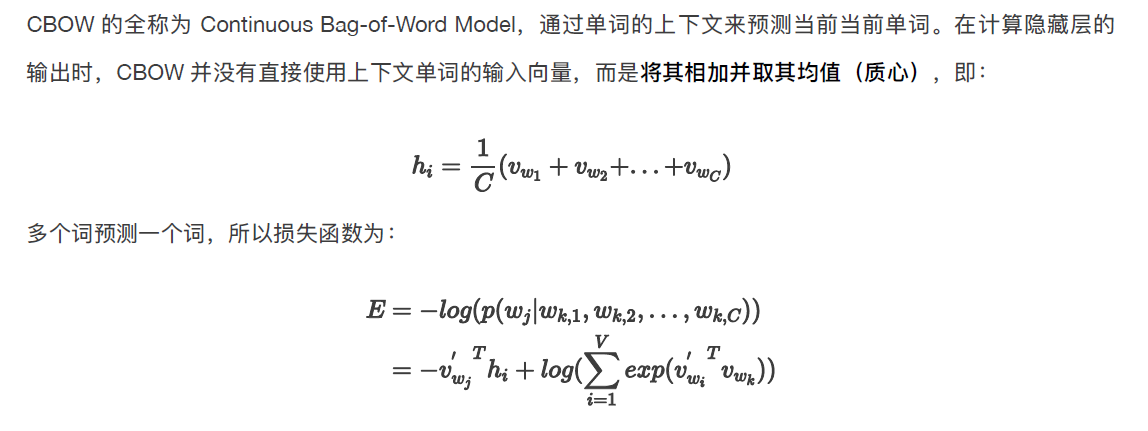 CBOW 的全称为 Continuous Bag-of-Word Model，通过单词的上下文来预测当前当前单词。在计算隐藏层的
输出时，CBOW 并没有直接使用上下文单词的输入向量，而是将其相加并取其均值（质心），即：
h_i = \frac{1}{C}(v_{w_1} + v_{w_2} + ... + v_{w_C})
多个词预测一个词，所以损失函数为：
E = -log(p(w_j|w_{k,1}, w_{k,2}, ..., w_{k,C}))
= -v'_{w_j}{}^T h_i + log(\sum_{i=1}^{V} exp(v'_{w_i}{}^T v_{w_k}))